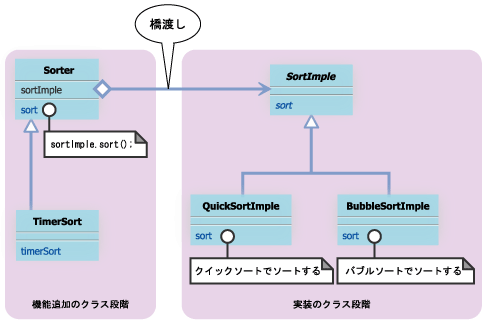 橋渡し
Sorter
sortImple
sort
sortImple.sort();
TimerSort
timerSort
機能追加のクラス段階
SortImple
sort
QuickSortImple
sort
クイックソートでソートする
BubbleSortImple
sort
バブルソートでソートする
実装のクラス段階